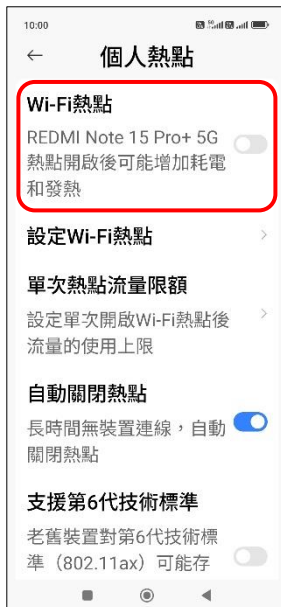 10:00
個人熱點
Wi-Fi熱點
REDMI Note 15 Pro+ 5G
熱點開啟後可能增加耗電
和發熱
設定Wi-Fi熱點
單次熱點流量限額
設定單次開啟Wi-Fi熱點後
流量的使用上限
自動關閉熱點
長時間無裝置連線，自動
關閉熱點
支援第6代技術標準
老舊裝置對第6代技術標
準（802.11ax）可能存